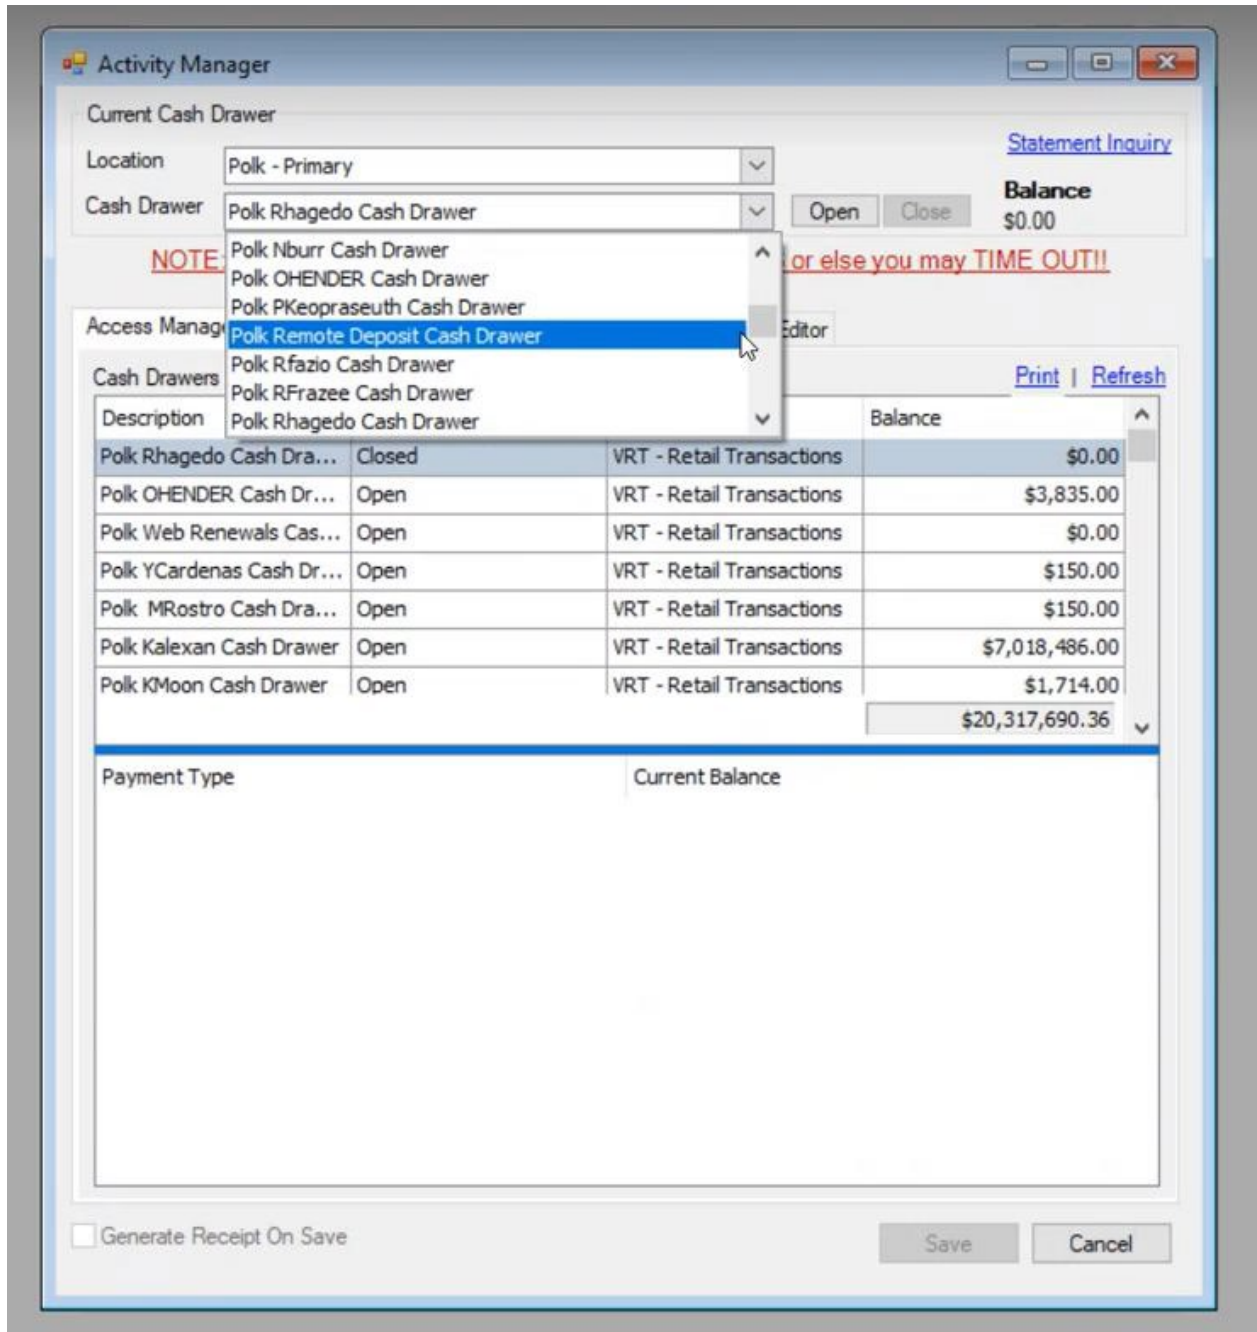 Activity Manager
Current Cash Drawer
Statement Inquiry
Location Polk - Primary
Balance
Cash Drawer Polk Rhagedo Cash Drawer Open Close $0.00
NOTE: or else you may TIME OUT!!
Polk Nburr Cash Drawer
Polk OHENDER Cash Drawer
Polk PKeopraseuth Cash Drawer
Polk Remote Deposit Cash Drawer
Polk Rfazio Cash Drawer
Polk RFrazee Cash Drawer
Polk Rhagedo Cash Drawer
Access Manag Editor
Cash Drawers Print | Refresh
Description Balance
Polk Rhagedo Cash Dra... Closed VRT - Retail Transactions $0.00
Polk OHENDER Cash Dr... Open VRT - Retail Transactions $3,835.00
Polk Web Renewals Cas... Open VRT - Retail Transactions $0.00
Polk YCardenas Cash Dr... Open VRT - Retail Transactions $150.00
Polk MRostro Cash Dra... Open VRT - Retail Transactions $150.00
Polk Kalexan Cash Drawer Open VRT - Retail Transactions $7,018,486.00
Polk KMoon Cash Drawer Open VRT - Retail Transactions $1,714.00
$20,317,690.36
Payment Type Current Balance
Generate Receipt On Save Save Cancel